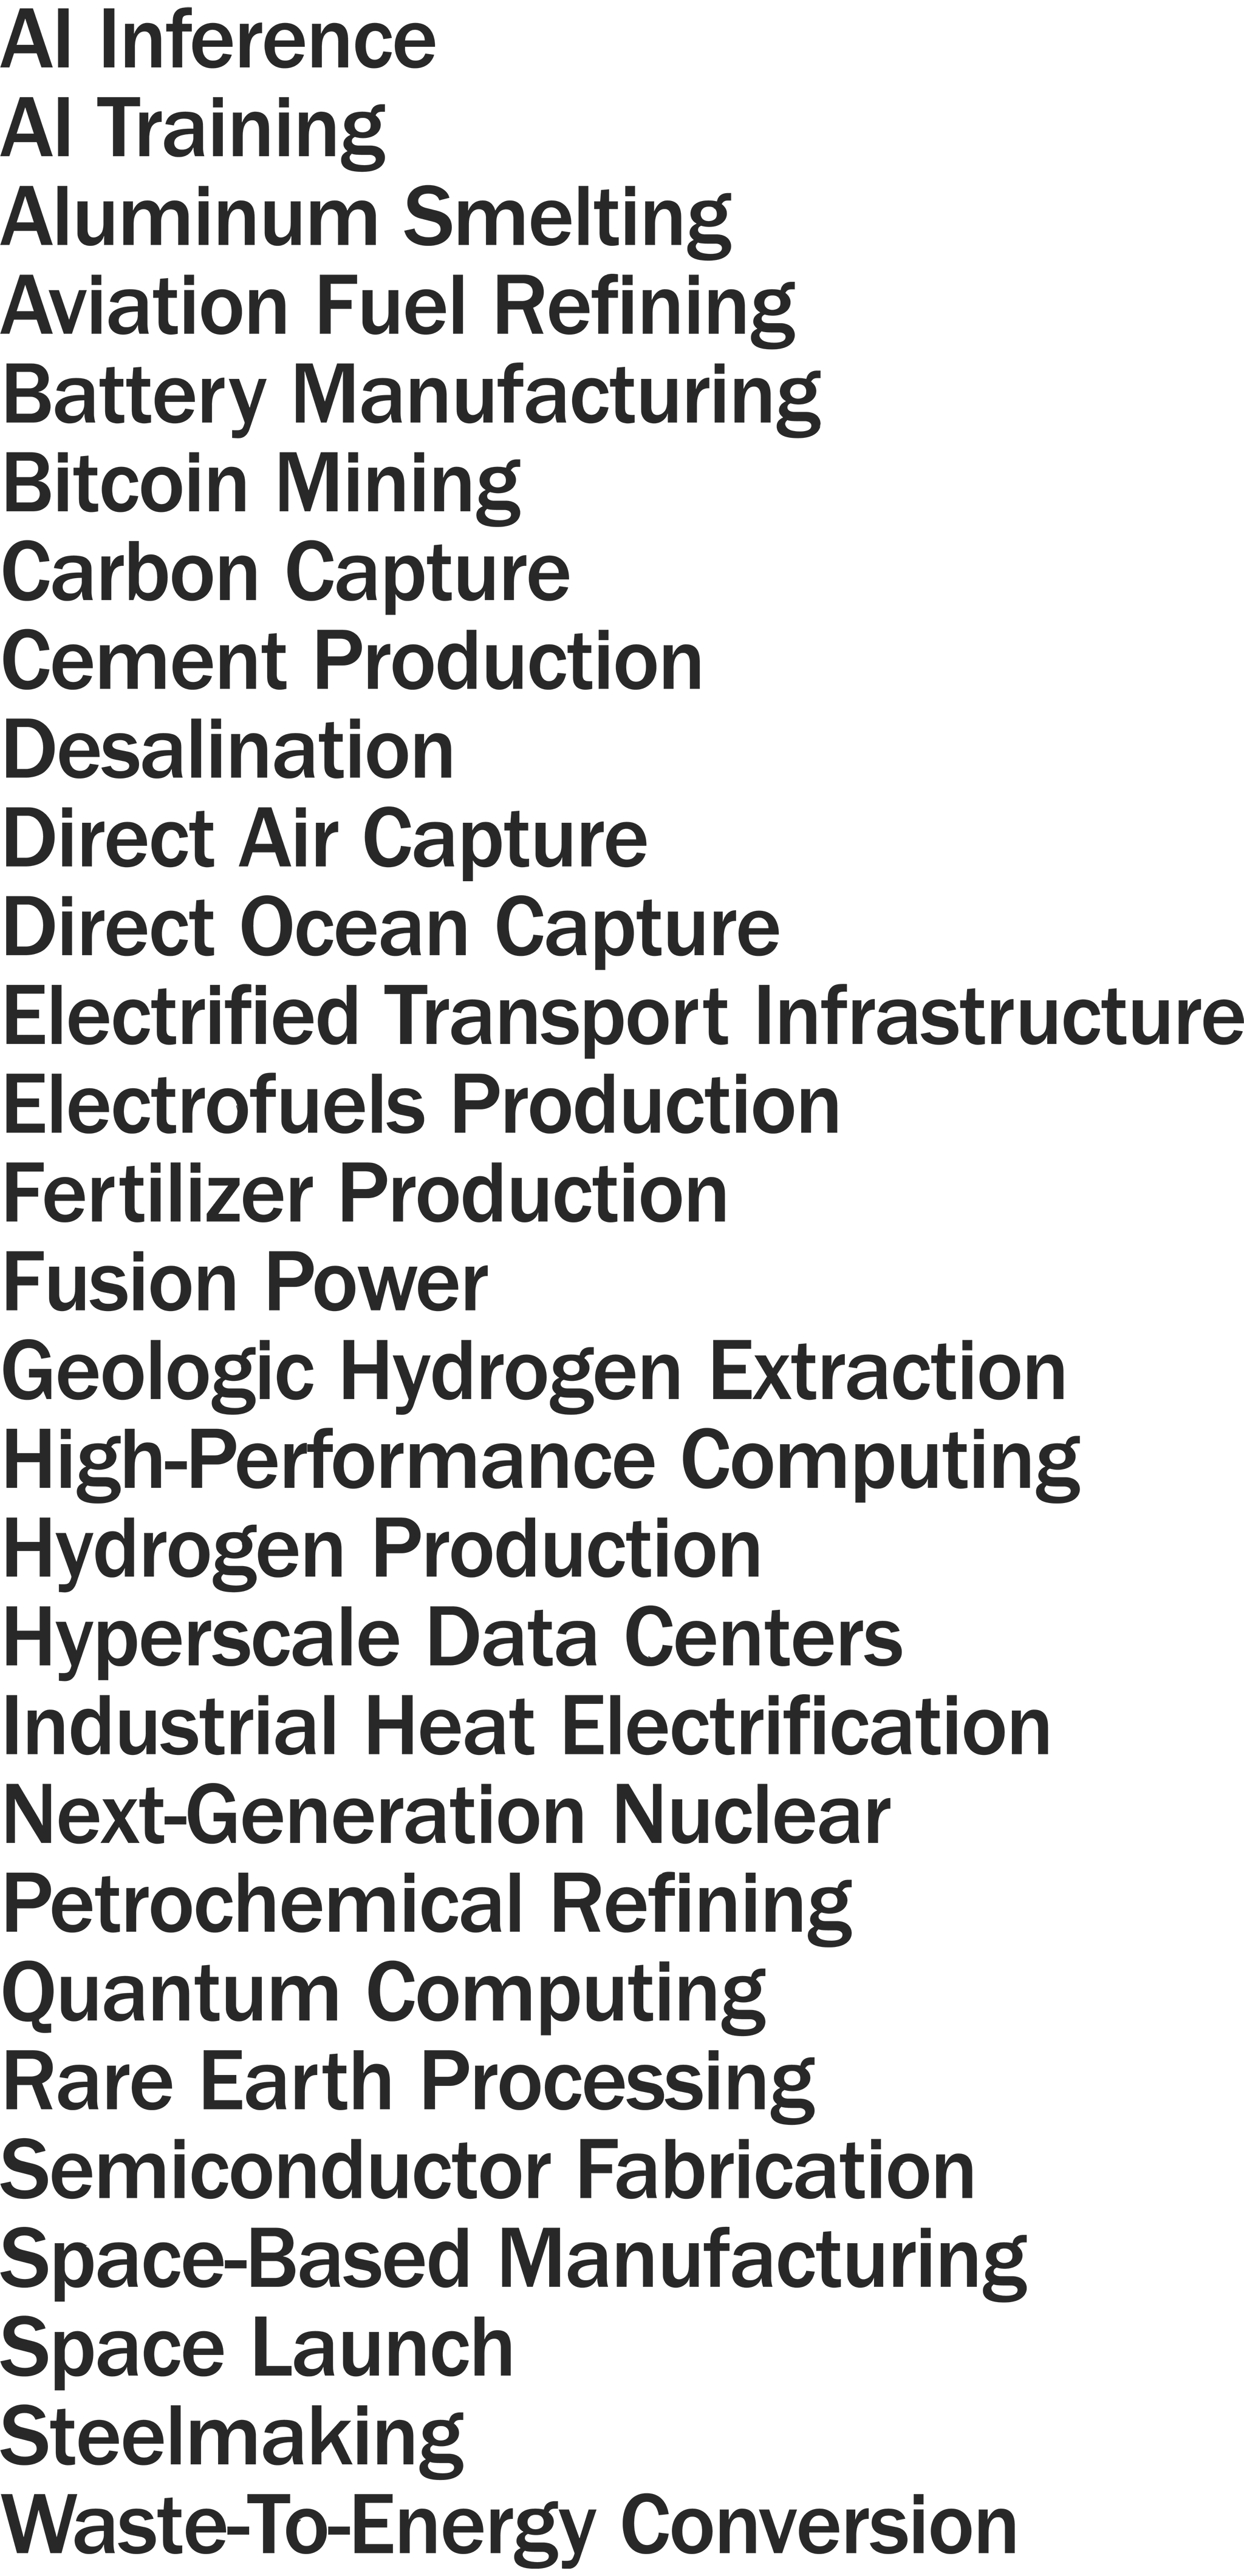 AI Inference
AI Training
Aluminum Smelting
Aviation Fuel Refining
Battery Manufacturing
Bitcoin Mining
Carbon Capture
Cement Production
Desalination
Direct Air Capture
Direct Ocean Capture
Electrified Transport Infrastructure
Electrofuels Production
Fertilizer Production
Fusion Power
Geologic Hydrogen Extraction
High-Performance Computing
Hydrogen Production
Hyperscale Data Centers
Industrial Heat Electrification
Next-Generation Nuclear
Petrochemical Refining
Quantum Computing
Rare Earth Processing
Semiconductor Fabrication
Space-Based Manufacturing
Space Launch
Steelmaking
Waste-To-Energy Conversion